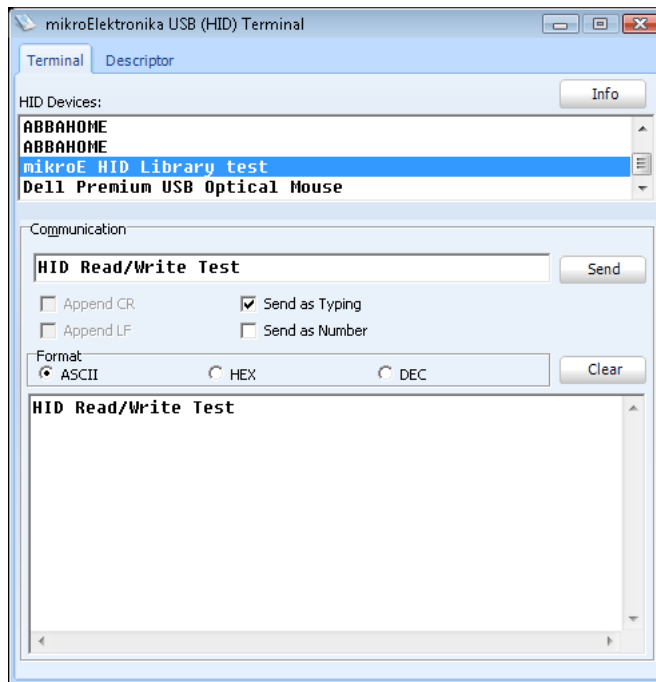 mikroElektronika USB (HID) Terminal
Terminal Descriptor
Info
HID Devices:
ABBAHOME
ABBAHOME
mikroE HID Library test
Dell Premium USB Optical Mouse
Communication
HID Read/Write Test
Send
Append CR Send as Typing
Append LF Send as Number
Format
ASCII HEX DEC
Clear
HID Read/Write Test